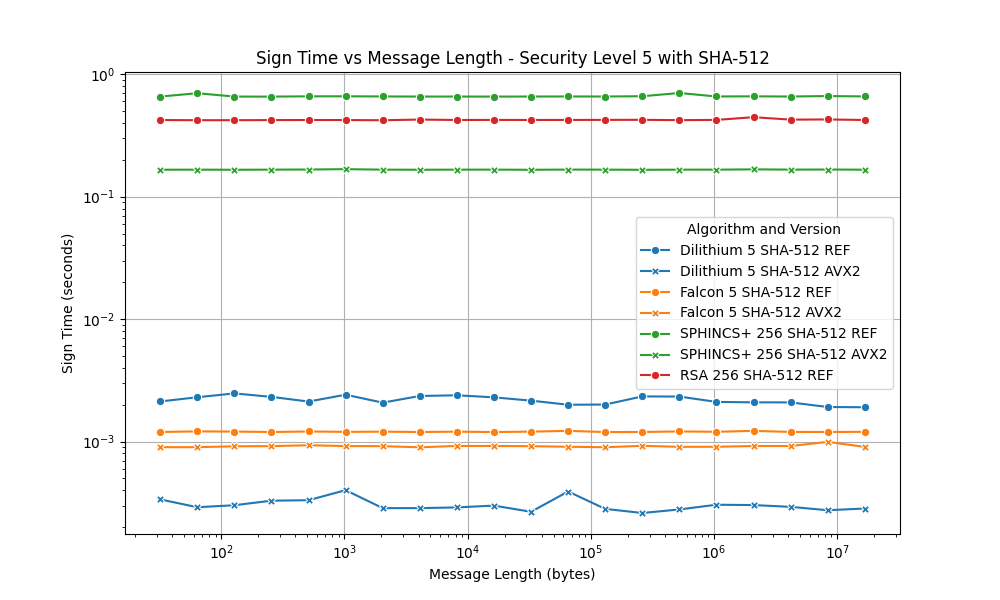 Sign Time vs Message Length - Security Level 5 with SHA-512
Sign Time (seconds)
10⁰
10⁻¹
10⁻²
10⁻³
Algorithm and Version
Dilithium 5 SHA-512 REF
Dilithium 5 SHA-512 AVX2
Falcon 5 SHA-512 REF
Falcon 5 SHA-512 AVX2
SPHINCS+ 256 SHA-512 REF
SPHINCS+ 256 SHA-512 AVX2
RSA 256 SHA-512 REF
10² 10³ 10⁴ 10⁵ 10⁶ 10⁷
Message Length (bytes)